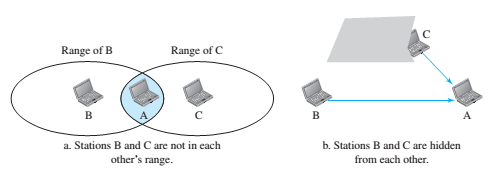 Range of B
Range of C
B
A
C
a. Stations B and C are not in each
other's range.
C
B
A
b. Stations B and C are hidden
from each other.